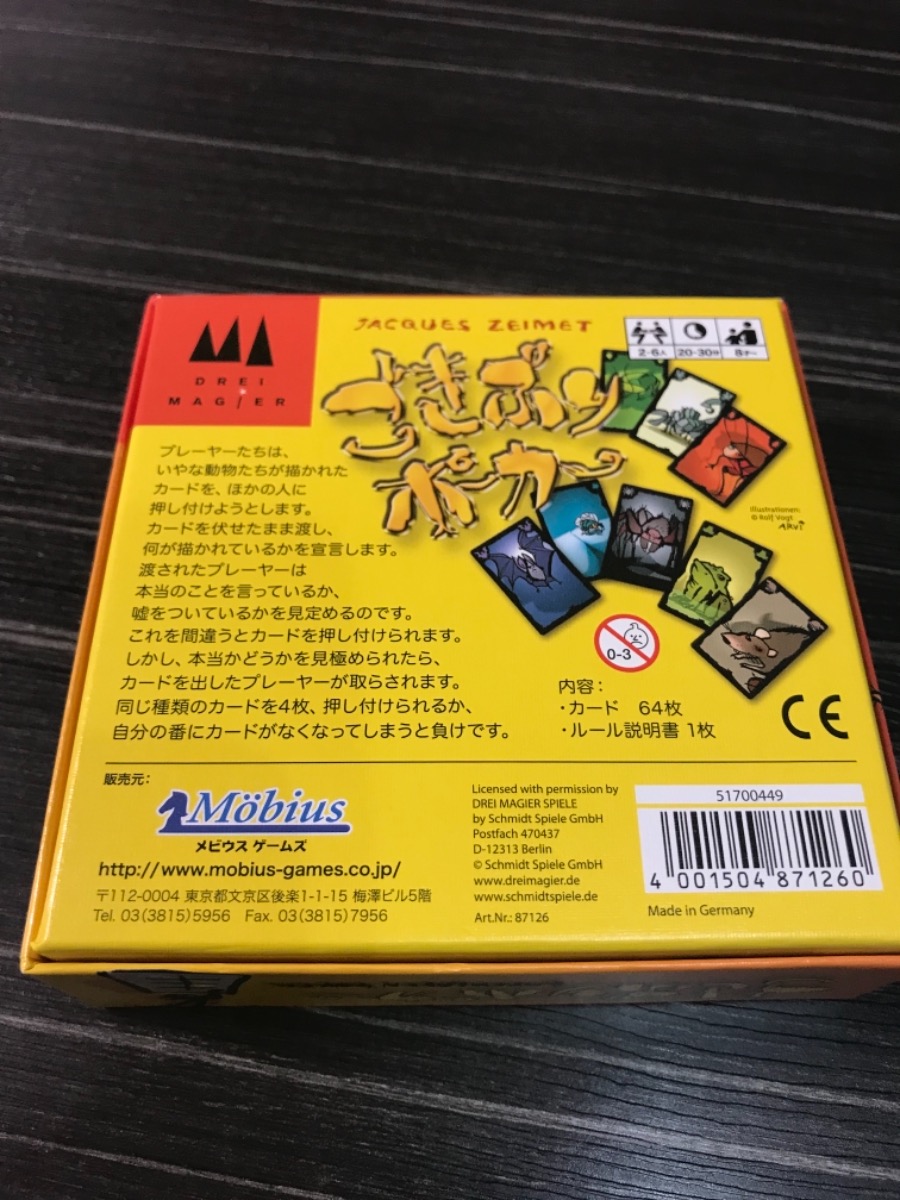 DREI
MAGIER
JACQUES ZEIMET
2-6人
20-30分
8才〜
ごきぶり
ポーカー
プレーヤーたちは、
いやな動物たちが描かれた
カードを、ほかの人に
押し付けようとします。
カードを伏せたまま渡し、
何が描かれているかを宣言します。
渡されたプレーヤーは
本当のことを言っているか、
嘘をついているかを見定めるのです。
これを間違うとカードを押し付けられます。
しかし、本当かどうかを見極められたら、
カードを出したプレーヤーが取らされます。
同じ種類のカードを4枚、押し付けられるか、
自分の番にカードがなくなってしまうと負けです。
Illustrationen:
© Rolf Vogt
ARVi
0-3
内容：
・カード 64枚
・ルール説明書 1枚
CE
販売元：
Möbius
メビウス ゲームズ
http://www.mobius-games.co.jp/
〒112-0004 東京都文京区後楽1-1-15 梅澤ビル5階
Tel. 03(3815)5956 Fax. 03(3815)7956
Licensed with permission by
DREI MAGIER SPIELE
by Schmidt Spiele GmbH
Postfach 470437
D-12313 Berlin
© Schmidt Spiele GmbH
www.dreimagier.de
www.schmidtspiele.de
Art.Nr.: 87126
51700449
4 001504 871260
Made in Germany